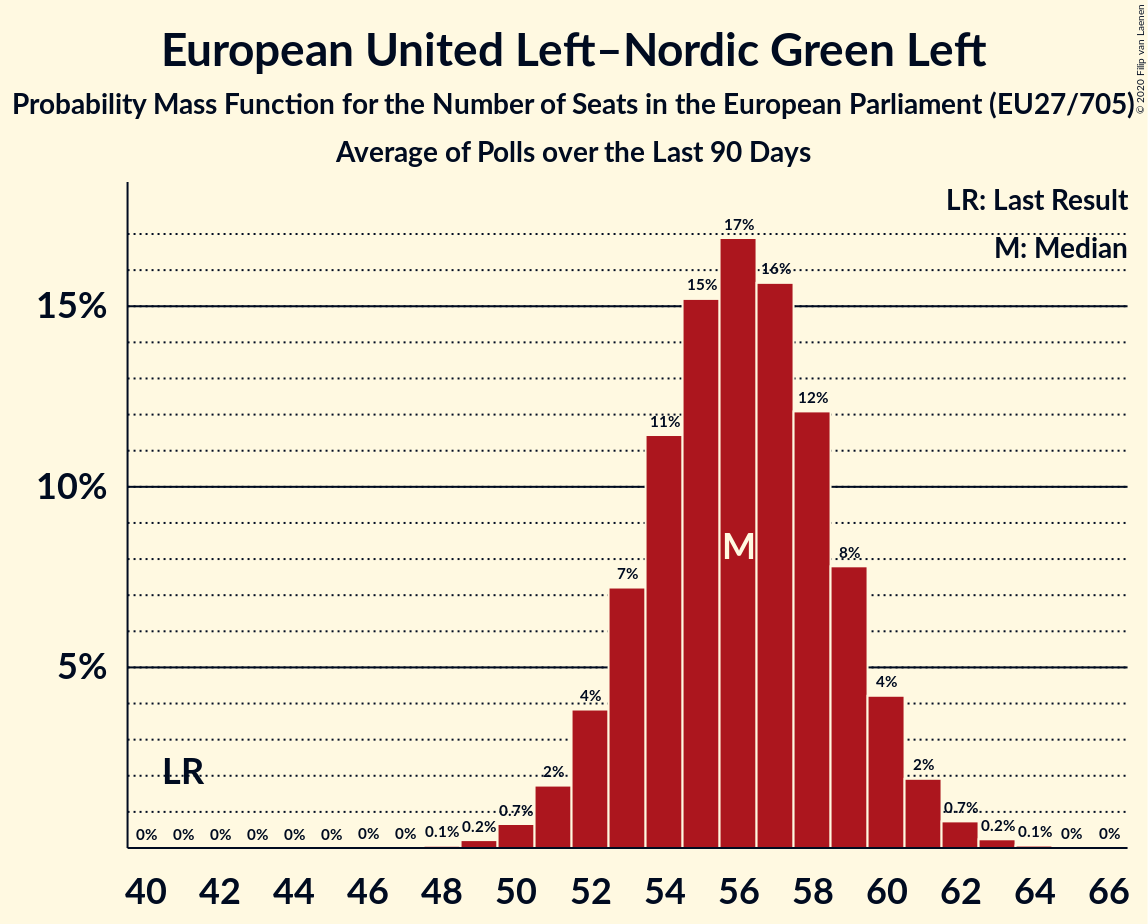 European United Left–Nordic Green Left
Probability Mass Function for the Number of Seats in the European Parliament (EU27/705)
Average of Polls over the Last 90 Days
© 2020 Filip van Laenen
LR: Last Result
M: Median
17%
16%
15%
15%
12%
11%
10%
M
8%
7%
5%
4%
4%
LR
2%
2%
0% 0% 0% 0% 0% 0% 0% 0% 0.1% 0.2% 0.7% 0.7% 0.2% 0.1% 0% 0%
40 42 44 46 48 50 52 54 56 58 60 62 64 66